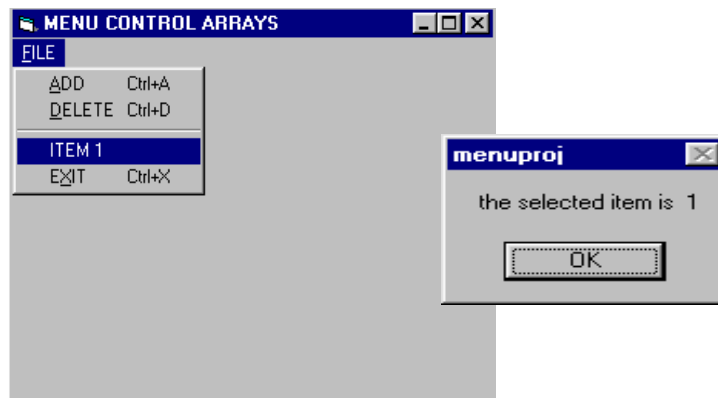 MENU CONTROL ARRAYS
FILE
ADD Ctrl+A
DELETE Ctrl+D
ITEM 1
EXIT Ctrl+X
menuproj
the selected item is 1
OK